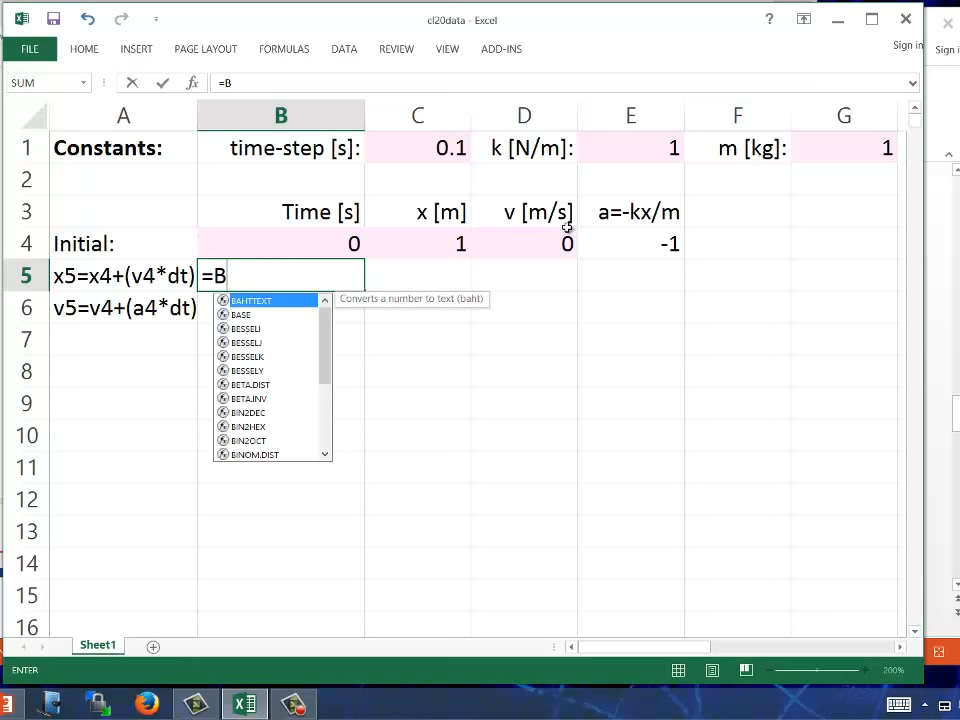 cl20data - Excel
?
Sign in
Sign i
FILE HOME INSERT PAGE LAYOUT FORMULAS DATA REVIEW VIEW ADD-INS
SUM fx =B
A B C D E F G
1 Constants: time-step [s]: 0.1 k [N/m]: 1 m [kg]: 1
2
3 Time [s] x [m] v [m/s] a=-kx/m
4 Initial: 0 1 0 -1
5 x5=x4+(v4*dt) =B
6 v5=v4+(a4*dt)
BAHTTEXT Converts a number to text (baht)
BASE
BESSELI
BESSELJ
BESSELK
BESSELY
BETA.DIST
BETA.INV
BIN2DEC
BIN2HEX
BIN2OCT
BINOM.DIST
7
8
9
10
11
12
13
14
15
16
Sheet1
ENTER 200%